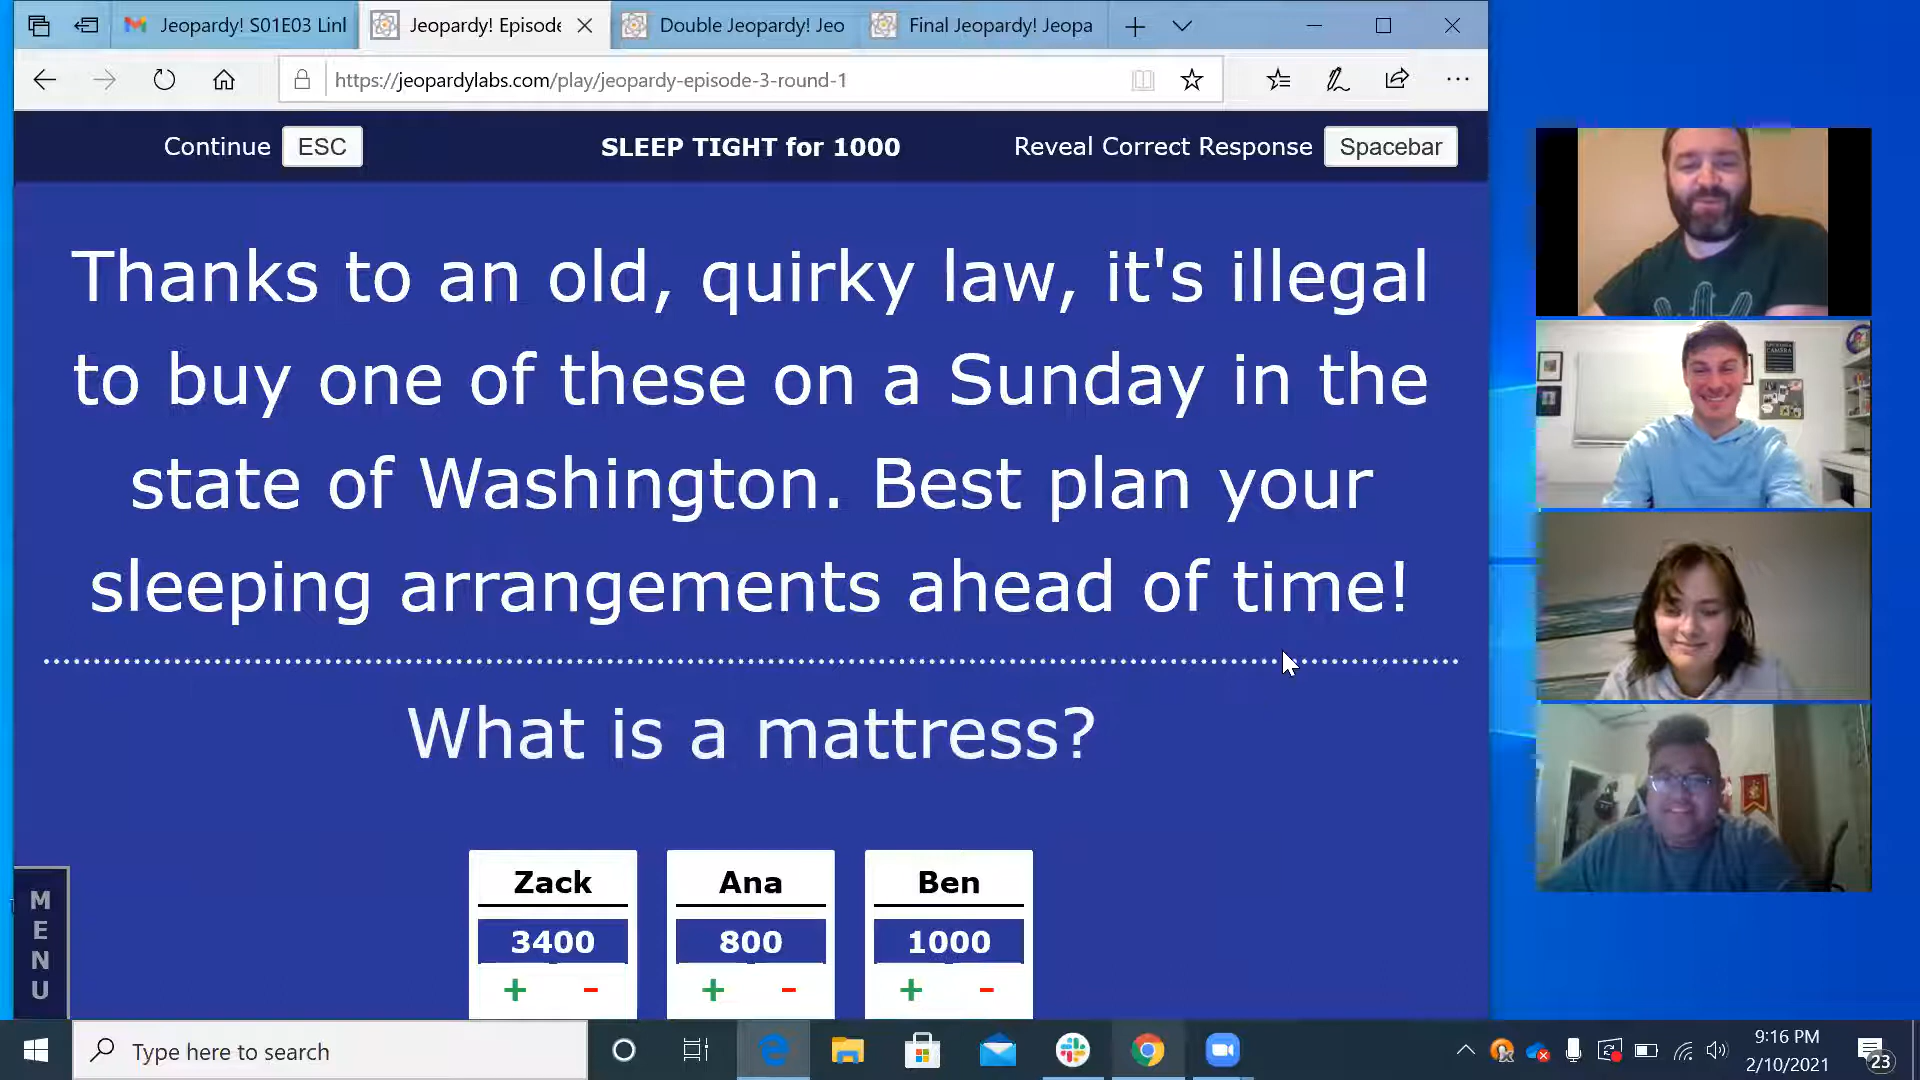 Jeopardy! S01E03 Linl
Jeopardy! Episode
Double Jeopardy! Jeo
Final Jeopardy! Jeopa
https://jeopardylabs.com/play/jeopardy-episode-3-round-1
Continue ESC
SLEEP TIGHT for 1000
Reveal Correct Response Spacebar
Thanks to an old, quirky law, it's illegal
to buy one of these on a Sunday in the
state of Washington. Best plan your
sleeping arrangements ahead of time!
What is a mattress?
MENU
Zack
3400
+ -
Ana
800
+ -
Ben
1000
+ -
Type here to search
9:16 PM
2/10/2021
23